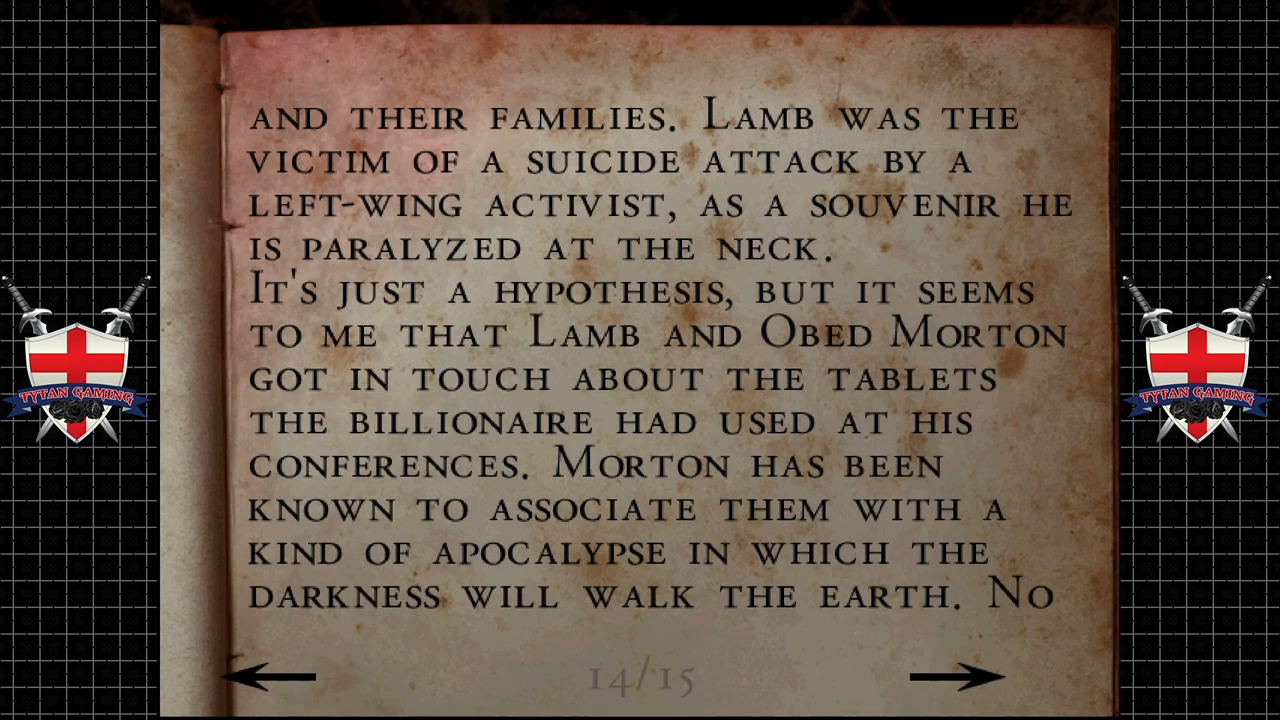 AND THEIR FAMILIES. LAMB WAS THE
VICTIM OF A SUICIDE ATTACK BY A
LEFT-WING ACTIVIST, AS A SOUVENIR HE
IS PARALYZED AT THE NECK.
IT'S JUST A HYPOTHESIS, BUT IT SEEMS
TO ME THAT LAMB AND OBED MORTON
GOT IN TOUCH ABOUT THE TABLETS
THE BILLIONAIRE HAD USED AT HIS
CONFERENCES. MORTON HAS BEEN
KNOWN TO ASSOCIATE THEM WITH A
KIND OF APOCALYPSE IN WHICH THE
DARKNESS WILL WALK THE EARTH. NO
14/15
TYTAN GAMING
TYTAN GAMING